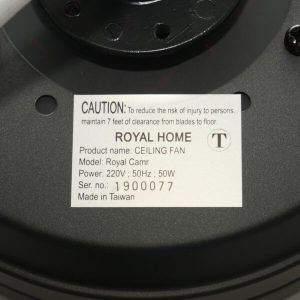 CAUTION: To reduce the risk of injury to persons
maintain 7 feet of clearance from blades to floor.
ROYAL HOME
T
Product name: CEILING FAN
Model: Royal Camr
Power: 220V ; 50Hz ; 50W
Ser. no.: 1900077
Made in Taiwan